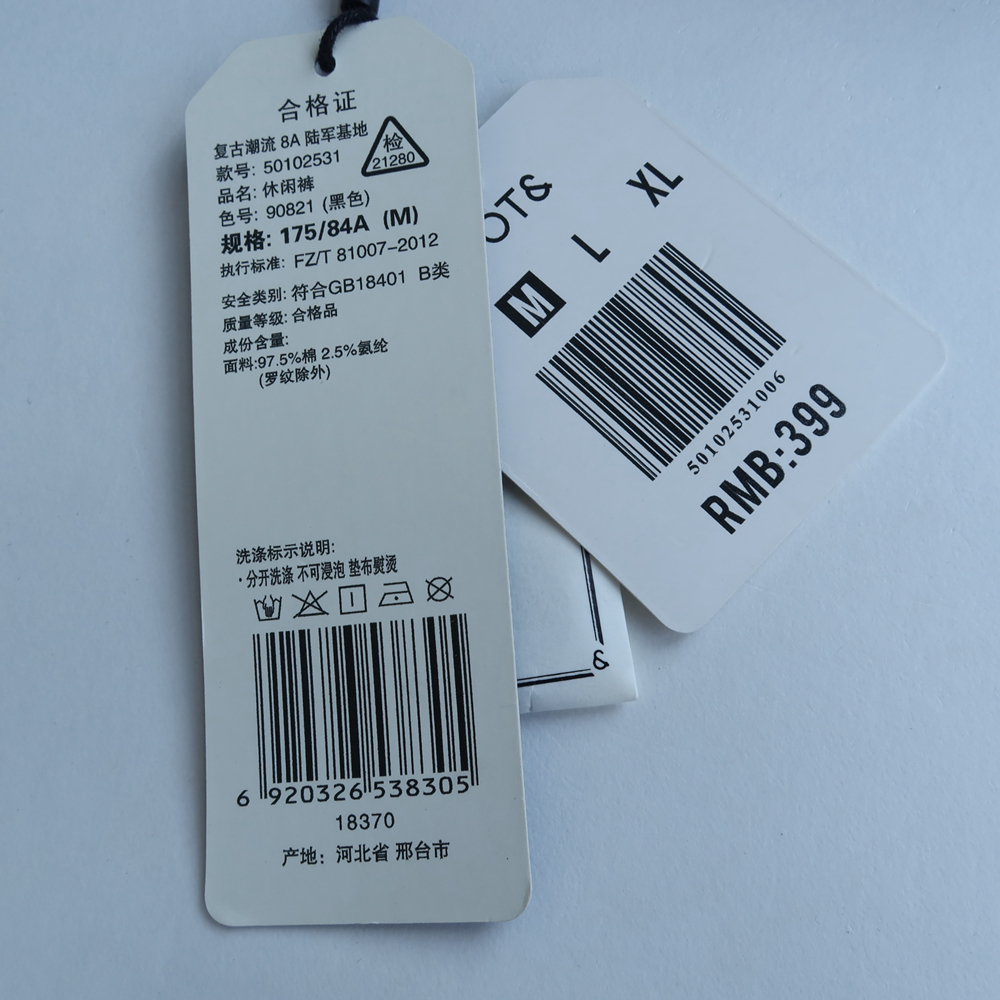 合格证
复古潮流 8A 陆军基地
检
21280
款号: 50102531
品名: 休闲裤
色号: 90821 (黑色)
规格: 175/84A (M)
执行标准: FZ/T 81007-2012
安全类别: 符合GB18401 B类
质量等级: 合格品
成份含量:
面料:97.5%棉 2.5%氨纶
(罗纹除外)
洗涤标示说明:
·分开洗涤 不可浸泡 垫布熨烫
6 920326 538305
18370
产地: 河北省 邢台市
OT&
M L XL
50102531006
RMB:399
&